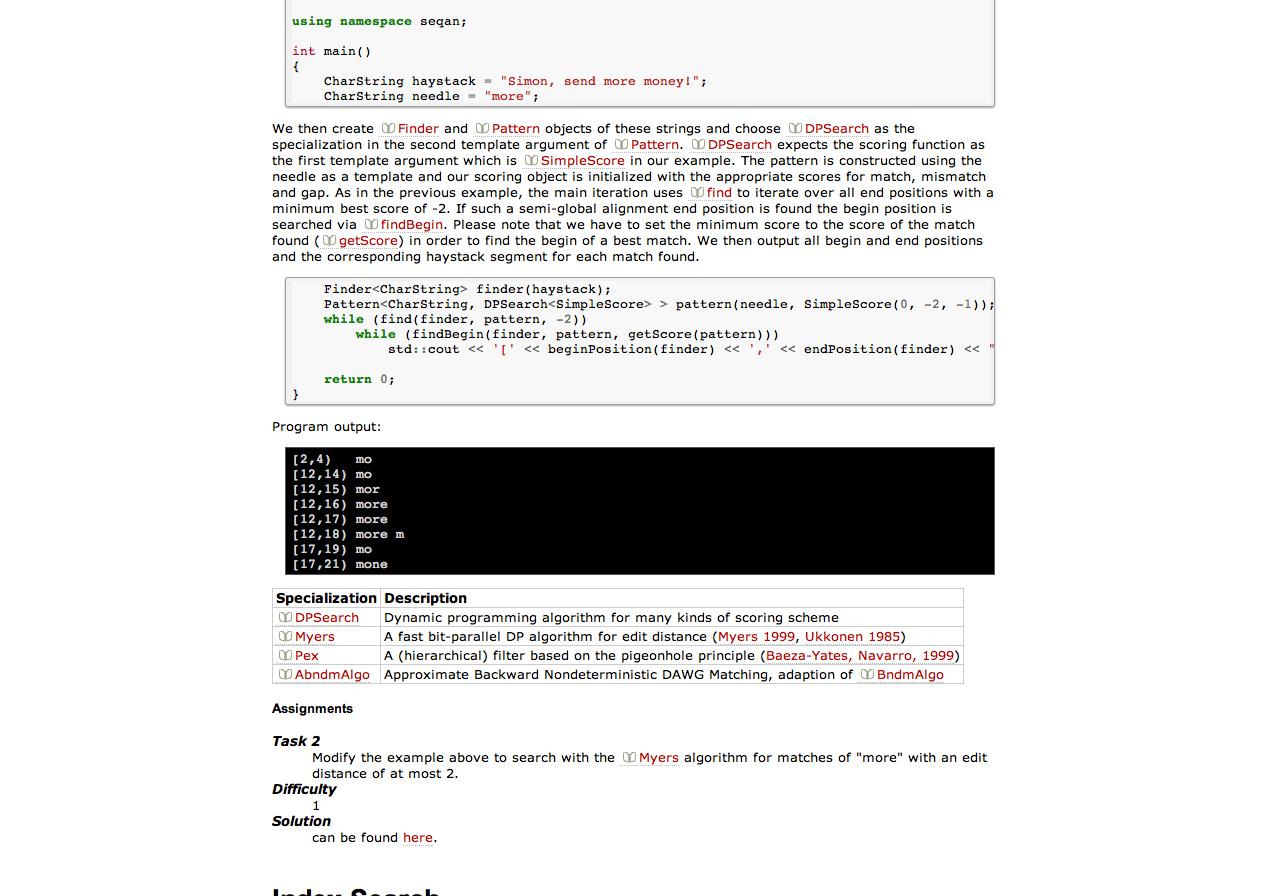 using namespace seqan;
int main()
{
    CharString haystack = "Simon, send more money!";
    CharString needle = "more";
We then create Finder and Pattern objects of these strings and choose DPSearch as the
specialization in the second template argument of Pattern. DPSearch expects the scoring function as
the first template argument which is SimpleScore in our example. The pattern is constructed using the
needle as a template and our scoring object is initialized with the appropriate scores for match, mismatch
and gap. As in the previous example, the main iteration uses find to iterate over all end positions with a
minimum best score of -2. If such a semi-global alignment end position is found the begin position is
searched via findBegin. Please note that we have to set the minimum score to the score of the match
found (getScore) in order to find the begin of a best match. We then output all begin and end positions
and the corresponding haystack segment for each match found.
    Finder<CharString> finder(haystack);
    Pattern<CharString, DPSearch<SimpleScore> > pattern(needle, SimpleScore(0, -2, -1));
    while (find(finder, pattern, -2))
        while (findBegin(finder, pattern, getScore(pattern)))
            std::cout << '[' << beginPosition(finder) << ',' << endPosition(finder) << "
    return 0;
}
Program output:
[2,4)   mo
[12,14) mo
[12,15) mor
[12,16) more
[12,17) more
[12,18) more m
[17,19) mo
[17,21) mone
Specialization Description
DPSearch Dynamic programming algorithm for many kinds of scoring scheme
Myers A fast bit-parallel DP algorithm for edit distance (Myers 1999, Ukkonen 1985)
Pex A (hierarchical) filter based on the pigeonhole principle (Baeza-Yates, Navarro, 1999)
AbndmAlgo Approximate Backward Nondeterministic DAWG Matching, adaption of BndmAlgo
Assignments
Task 2
Modify the example above to search with the Myers algorithm for matches of "more" with an edit
distance of at most 2.
Difficulty
1
Solution
can be found here.
Index Search